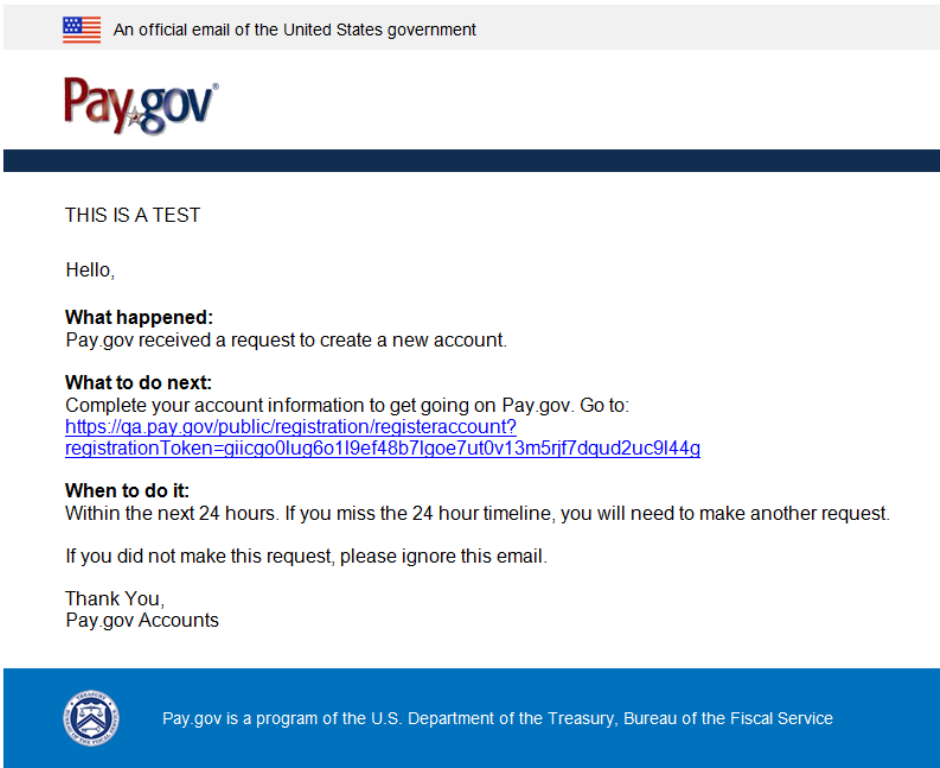 An official email of the United States government
Pay.gov®
THIS IS A TEST
Hello,
What happened:
Pay.gov received a request to create a new account.
What to do next:
Complete your account information to get going on Pay.gov. Go to:
https://qa.pay.gov/public/registration/registeraccount?
registrationToken=giicgo0lug6o1l9ef48b7lgoe7ut0v13m5rjf7dqud2uc9l44g
When to do it:
Within the next 24 hours. If you miss the 24 hour timeline, you will need to make another request.
If you did not make this request, please ignore this email.
Thank You,
Pay.gov Accounts
Pay.gov is a program of the U.S. Department of the Treasury, Bureau of the Fiscal Service